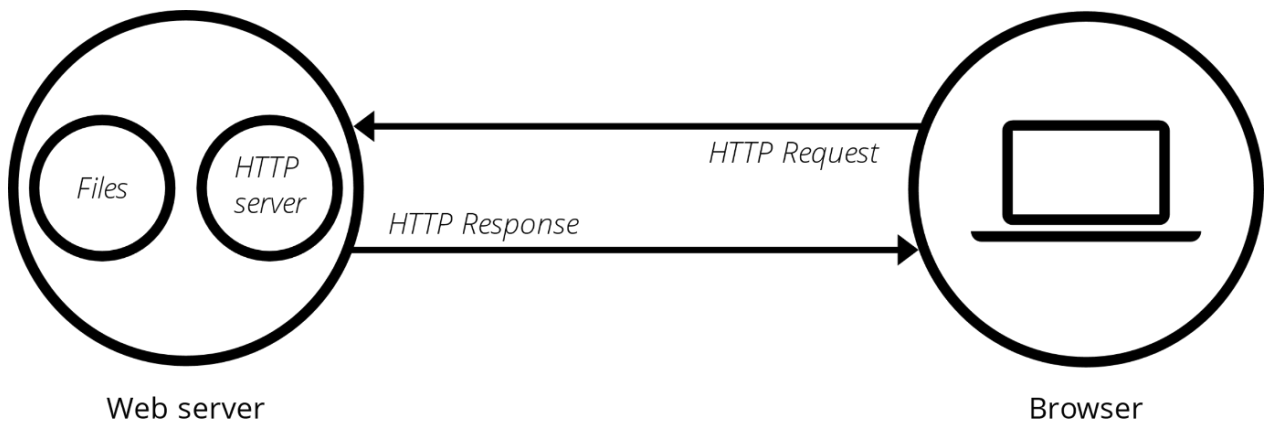 Files
HTTP
server
HTTP Request
HTTP Response
Web server
Browser